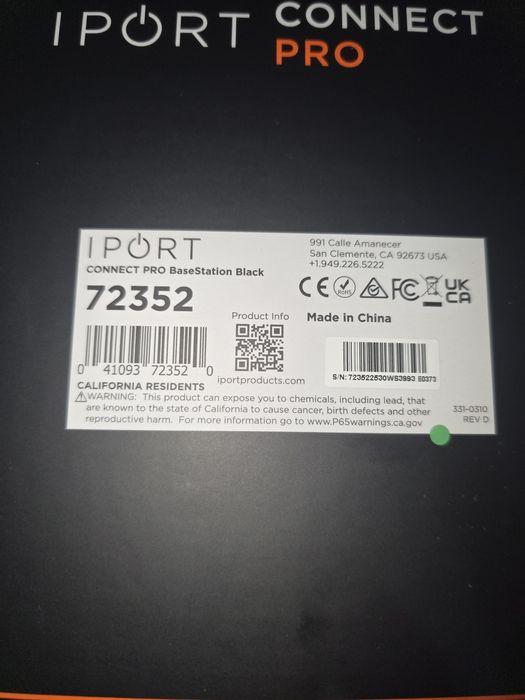 IPORT CONNECT
PRO
IPORT
CONNECT PRO BaseStation Black
72352
991 Calle Amanecer
San Clemente, CA 92673 USA
+1.949.226.5222
CE RoHS FC UK
CA
Product Info
Made in China
0 41093 72352 0
iportproducts.com
S/N: 723522530WS3993 E0373
CALIFORNIA RESIDENTS
⚠WARNING: This product can expose you to chemicals, including lead, that
are known to the state of California to cause cancer, birth defects and other
reproductive harm. For more information go to www.P65warnings.ca.gov
331-0310
REV D